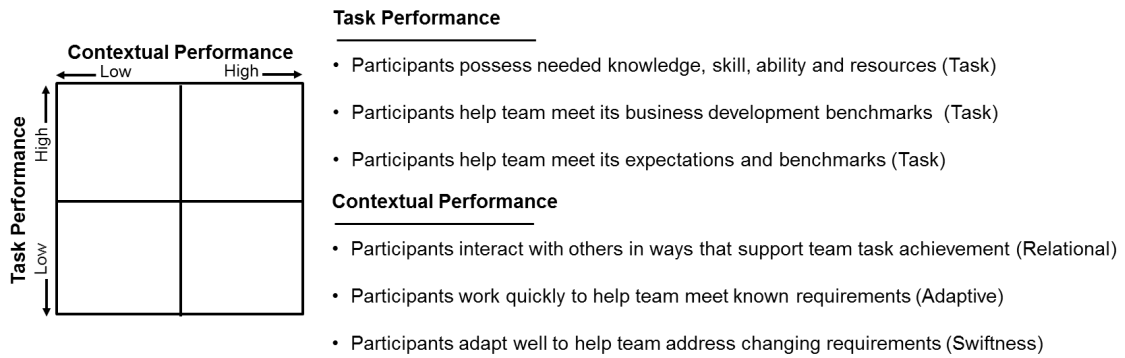 Contextual Performance
Low
High
Task Performance
High
Low
Task Performance
• Participants possess needed knowledge, skill, ability and resources (Task)
• Participants help team meet its business development benchmarks (Task)
• Participants help team meet its expectations and benchmarks (Task)
Contextual Performance
• Participants interact with others in ways that support team task achievement (Relational)
• Participants work quickly to help team meet known requirements (Adaptive)
• Participants adapt well to help team address changing requirements (Swiftness)